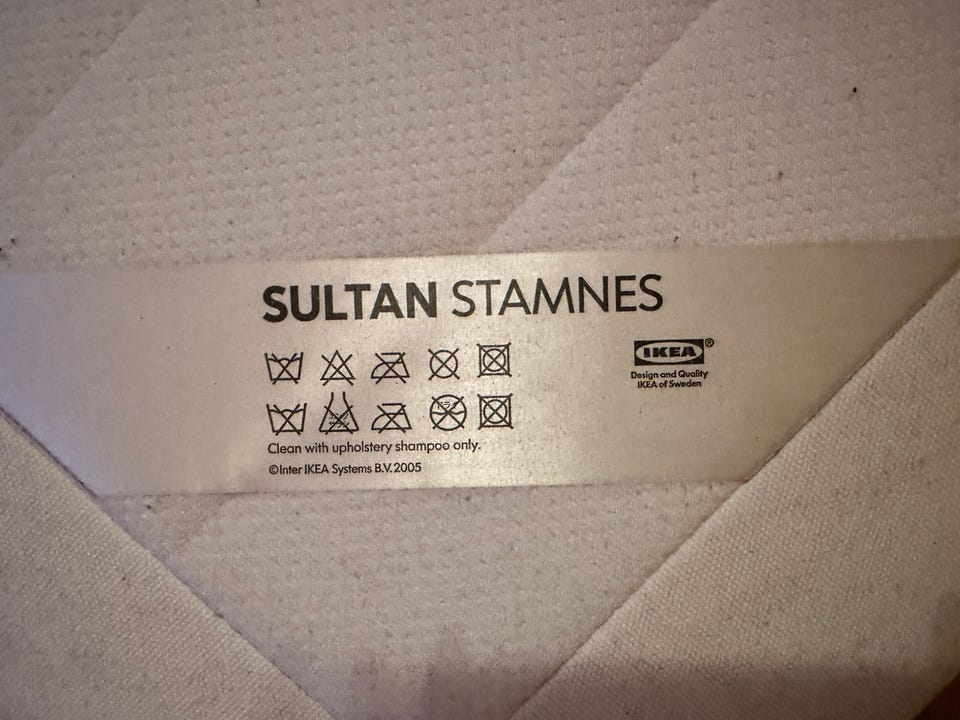 SULTAN STAMNES
IKEA®
Design and Quality
IKEA of Sweden
Clean with upholstery shampoo only.
©Inter IKEA Systems B.V. 2005